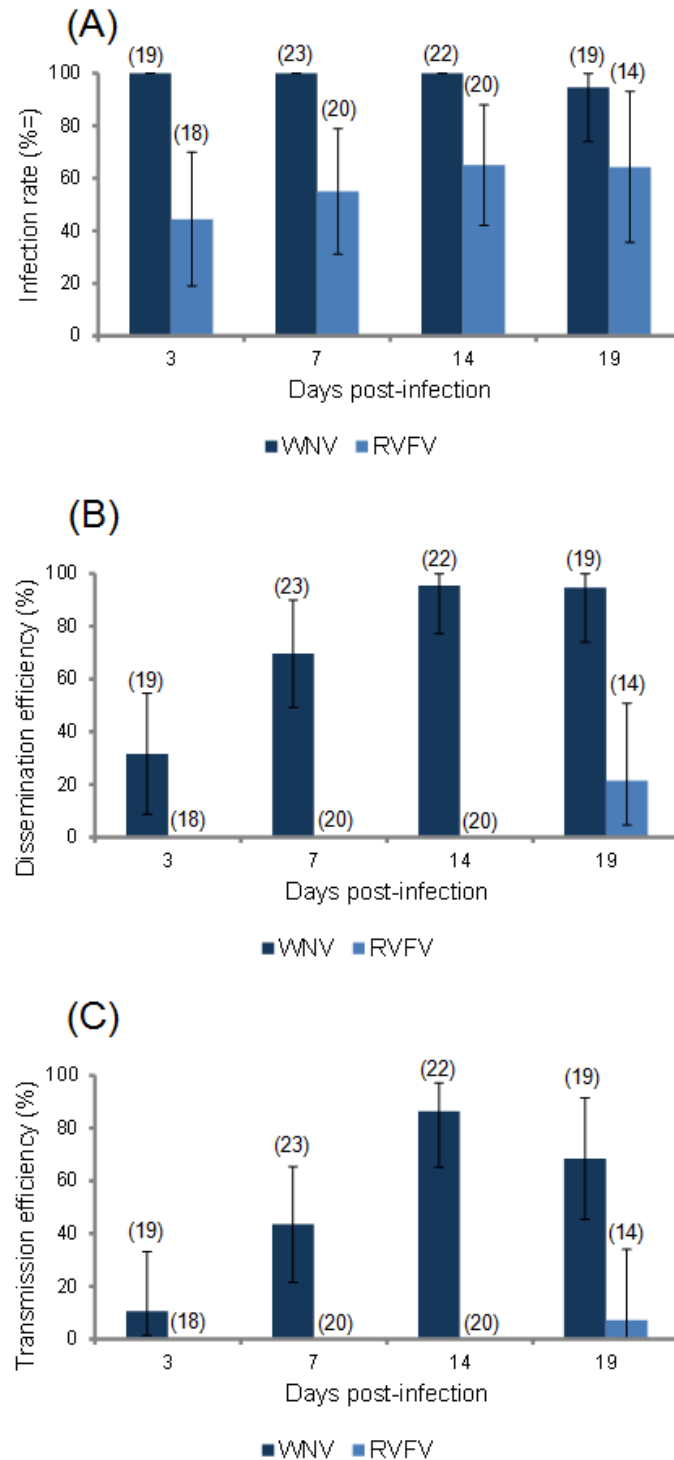 (A)
(19) (23) (22) (19)
(14)
(18) (20) (20)
100
80
60
40
20
0
Infection rate (%=)
3 7 14 19
Days post-infection
WNV RVFV
(B)
(22) (19)
(23)
(19) (14)
100
80
60
40
20
0
(18) (20) (20)
Dissemination efficiency (%)
3 7 14 19
Days post-infection
WNV RVFV
(C)
(22) (19)
(23)
(19) (14)
100
80
60
40
20
0
(18) (20) (20)
Transmission efficiency (%)
3 7 14 19
Days post-infection
WNV RVFV